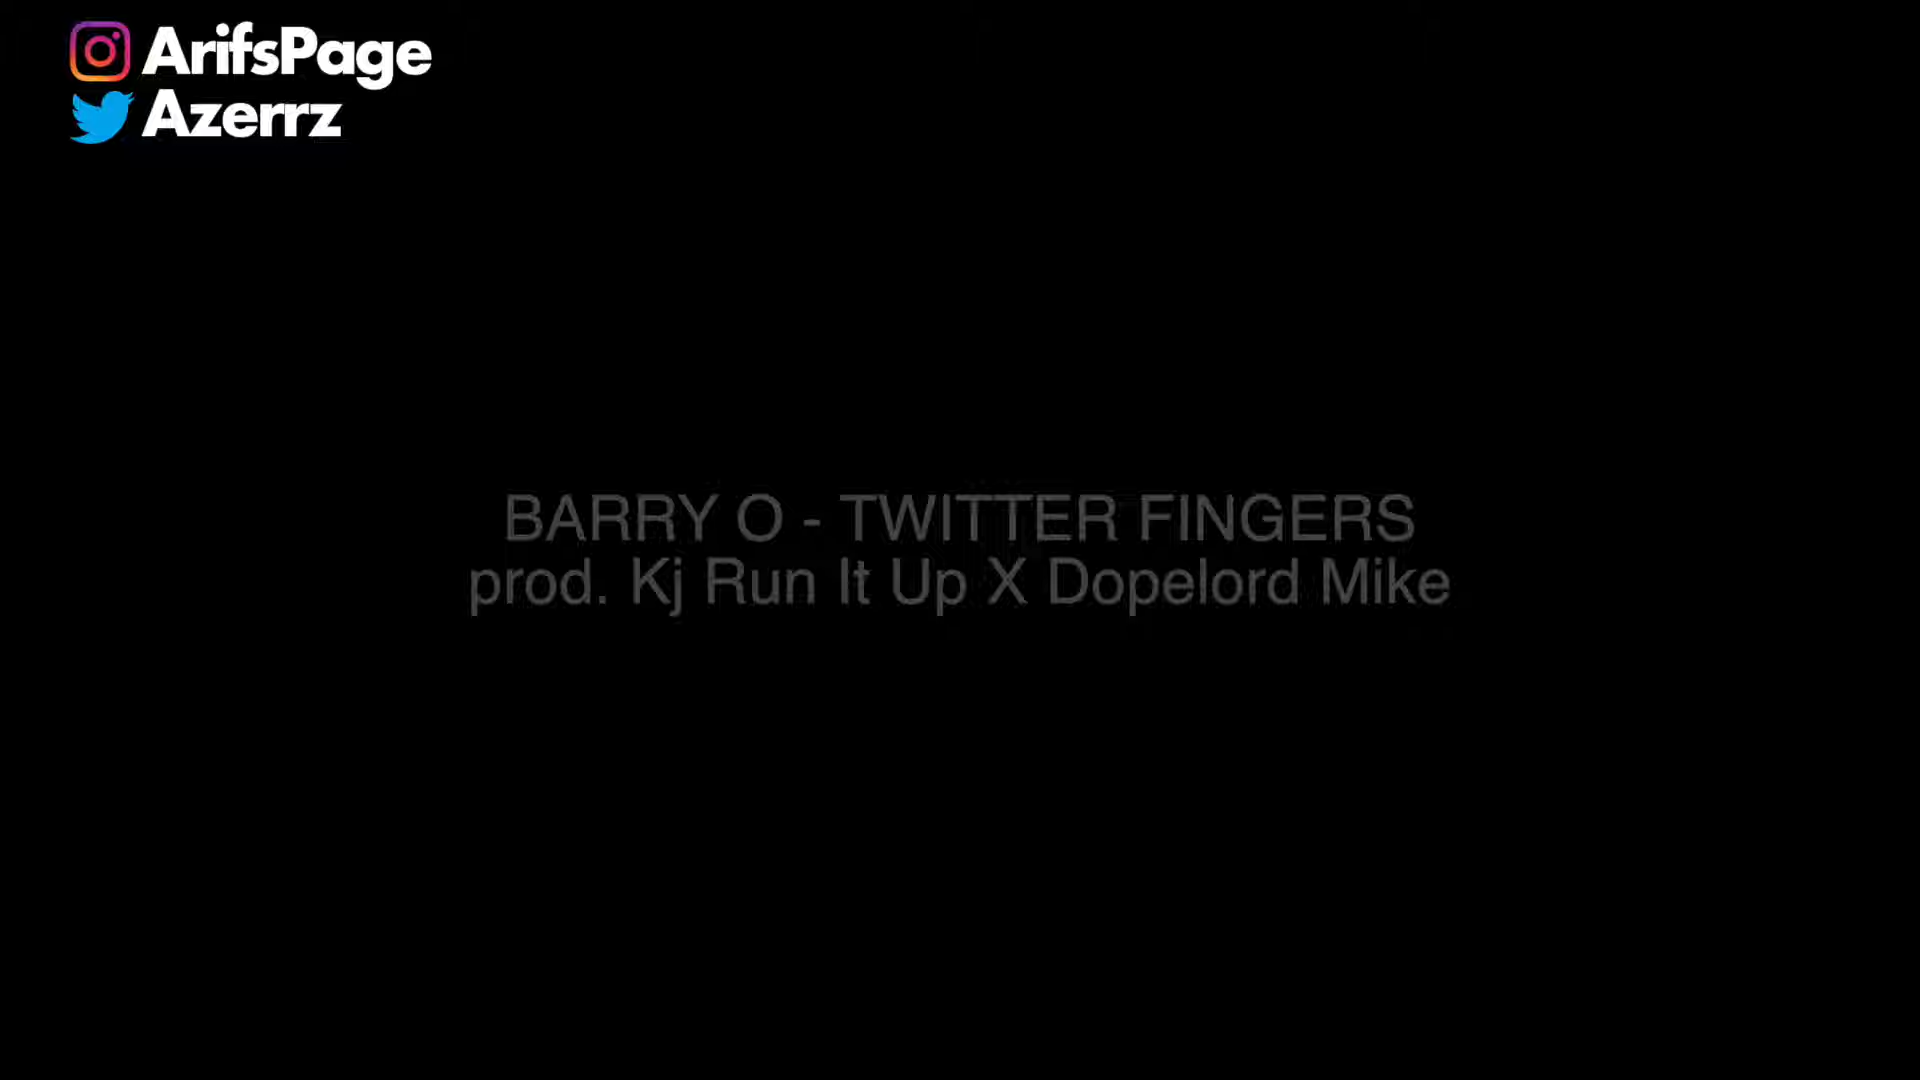 ArifsPage
Azerrz
BARRY O - TWITTER FINGERS
prod. Kj Run It Up X Dopelord Mike